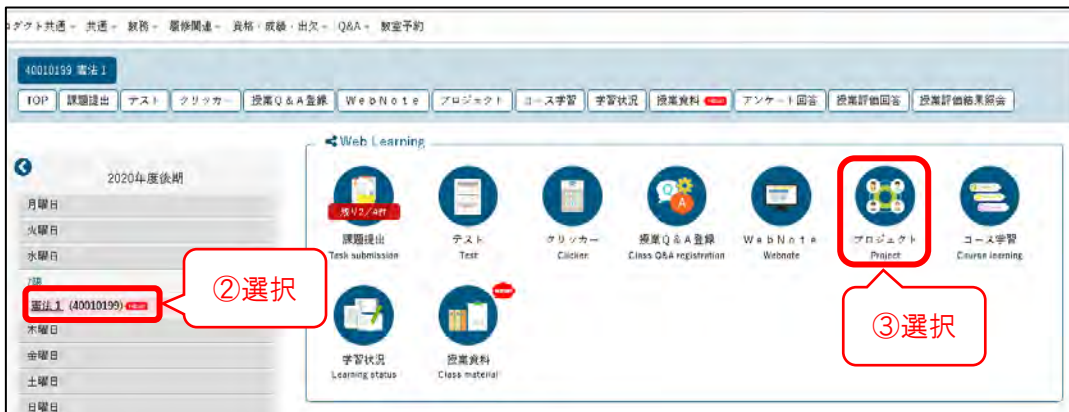 ロダクト共通 共通 教務 履修関連 資格・成績・出欠 Q&A 教室予約
40010199 憲法1
TOP 課題提出 テスト クリッカー 授業Q&A登録 WebNote プロジェクト コース学習 学習状況 授業資料 アンケート回答 授業評価回答 授業評価結果照会
Web Learning
2020年度後期
月曜日
火曜日
水曜日
7限
憲法1 (40010199)
木曜日
金曜日
土曜日
日曜日
②選択
残り2/4件
課題提出 テスト クリッカー 授業Q&A登録 WebNote プロジェクト コース学習
Task submission Test Clicker Class Q&A registration Webnote Project Course learning
③選択
学習状況 授業資料
Learning status Class material